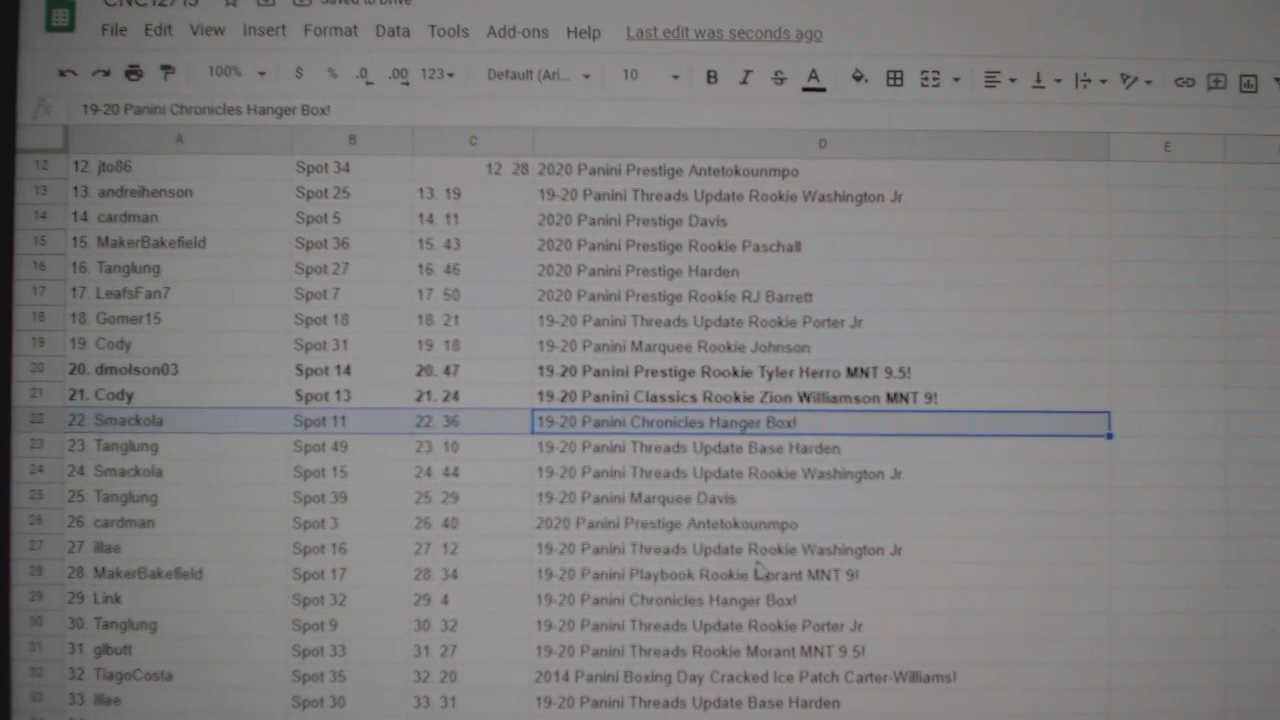 Saved to Drive
File Edit View Insert Format Data Tools Add-ons Help Last edit was seconds ago
100% $ % .0 .00 123 Default (Ari... 10 B I S A
fx 19-20 Panini Chronicles Hanger Box!
A B C D E
12 12. jto86 Spot 34 12. 28 2020 Panini Prestige Antetokounmpo
13 13. andreihenson Spot 25 13. 19 19-20 Panini Threads Update Rookie Washington Jr
14 14. cardman Spot 5 14. 11 2020 Panini Prestige Davis
15 15. MakerBakefield Spot 36 15. 43 2020 Panini Prestige Rookie Paschall
16 16. Tanglung Spot 27 16. 46 2020 Panini Prestige Harden
17 17. LeafsFan7 Spot 7 17. 50 2020 Panini Prestige Rookie RJ Barrett
18 18. Gomer15 Spot 18 18. 21 19-20 Panini Threads Update Rookie Porter Jr
19 19. Cody Spot 31 19. 18 19-20 Panini Marquee Rookie Johnson
20 20. dmolson03 Spot 14 20. 47 19-20 Panini Prestige Rookie Tyler Herro MNT 9.5!
21 21. Cody Spot 13 21. 24 19-20 Panini Classics Rookie Zion Williamson MNT 9!
22 22. Smackola Spot 11 22. 36 19-20 Panini Chronicles Hanger Box!
23 23. Tanglung Spot 49 23. 10 19-20 Panini Threads Update Base Harden
24 24. Smackola Spot 15 24. 44 19-20 Panini Threads Update Rookie Washington Jr
25 25. Tanglung Spot 39 25. 29 19-20 Panini Marquee Davis
26 26. cardman Spot 3 26. 40 2020 Panini Prestige Antetokounmpo
27 27. illae Spot 16 27. 12 19-20 Panini Threads Update Rookie Washington Jr
28 28. MakerBakefield Spot 17 28. 34 19-20 Panini Playbook Rookie Morant MNT 9!
29 29. Link Spot 32 29. 4 19-20 Panini Chronicles Hanger Box!
30 30. Tanglung Spot 9 30. 32 19-20 Panini Threads Update Rookie Porter Jr
31 31. glbutt Spot 33 31. 27 19-20 Panini Threads Rookie Morant MNT 9.5!
32 32. TiagoCosta Spot 35 32. 20 2014 Panini Boxing Day Cracked Ice Patch Carter-Williams!
33 33. illae Spot 30 33. 31 19-20 Panini Threads Update Base Harden